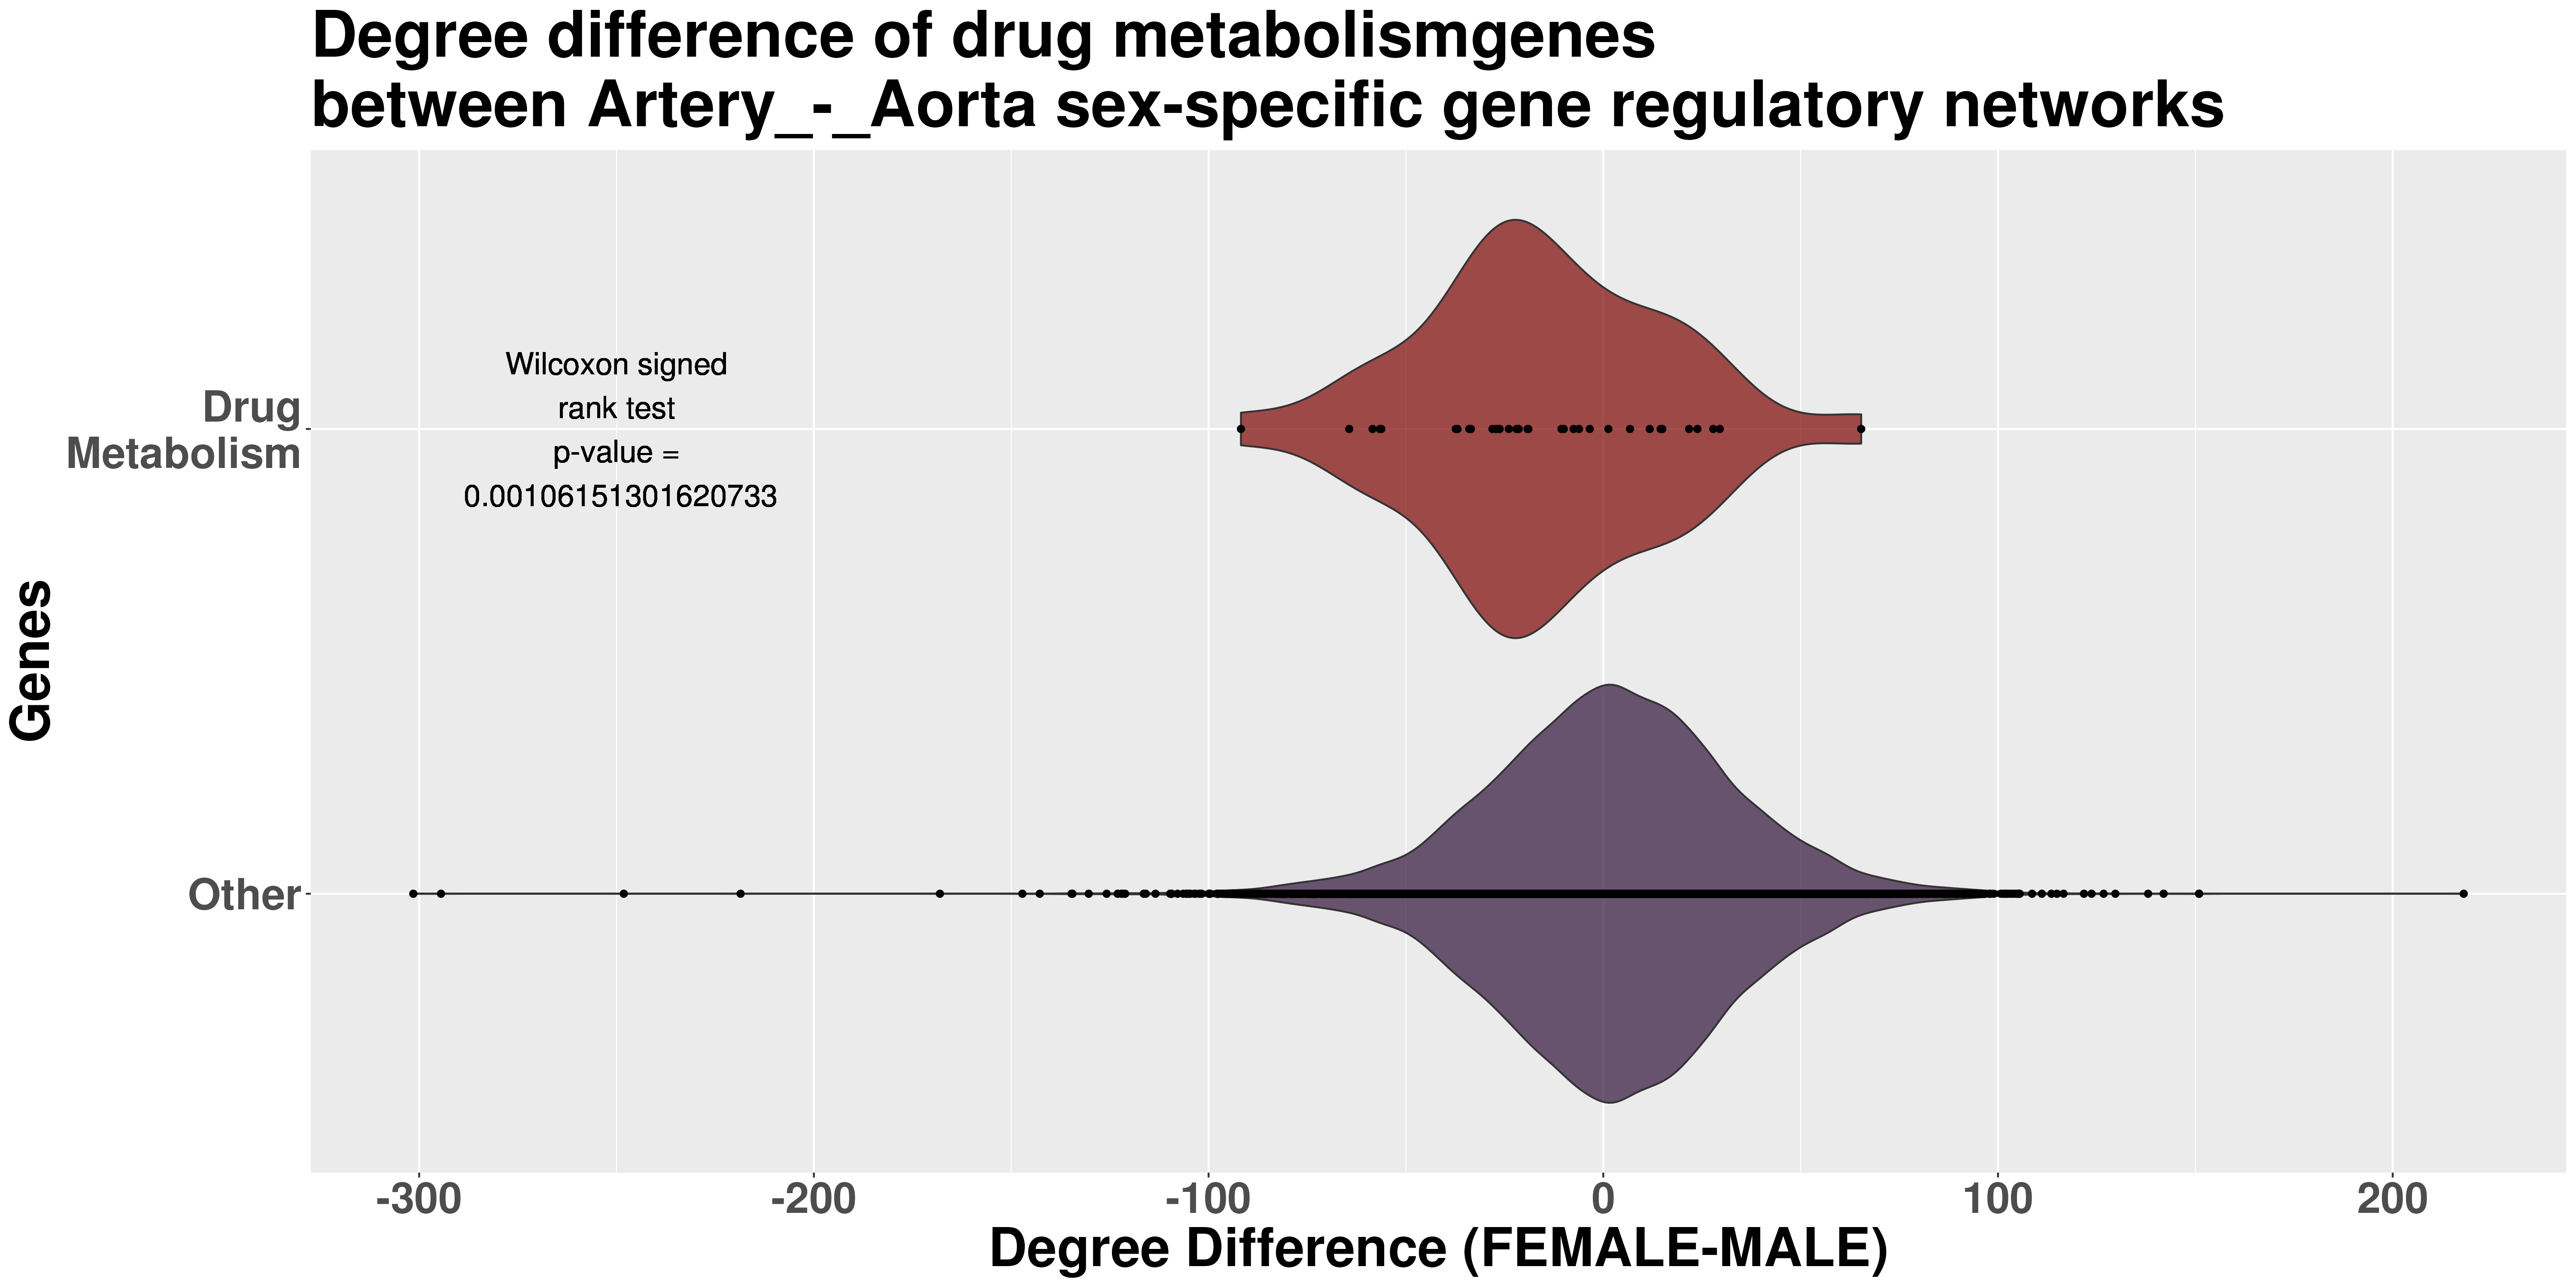 Degree difference of drug metabolismgenes
between Artery_-_Aorta sex-specific gene regulatory networks
Wilcoxon signed
rank test
p-value =
0.00106151301620733
Drug
Metabolism
Other
Genes
-300
-200
-100
0
100
200
Degree Difference (FEMALE-MALE)